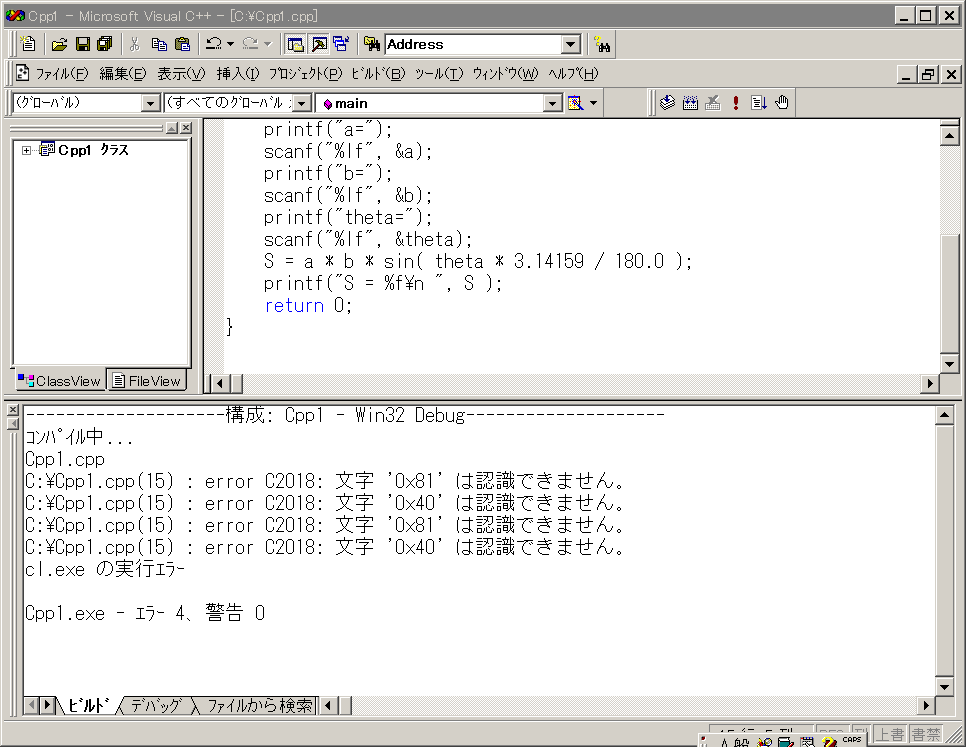 Cpp1 - Microsoft Visual C++ - [C:¥Cpp1.cpp]
Address
ﾌｧｲﾙ(F) 編集(E) 表示(V) 挿入(I) ﾌﾟﾛｼﾞｪｸﾄ(P) ﾋﾞﾙﾄﾞ(B) ﾂｰﾙ(T) ｳｨﾝﾄﾞｳ(W) ﾍﾙﾌﾟ(H)
(ｸﾞﾛｰﾊﾞﾙ) (すべてのｸﾞﾛｰﾊﾞﾙ main
Cpp1 ｸﾗｽ
ClassView FileView
printf("a=");
scanf("%lf", &a);
printf("b=");
scanf("%lf", &b);
printf("theta=");
scanf("%lf", &theta);
S = a * b * sin( theta * 3.14159 / 180.0 );
printf("S = %f¥n ", S );
return 0;
}
--------------------構成: Cpp1 - Win32 Debug--------------------
ｺﾝﾊﾟｲﾙ中...
Cpp1.cpp
C:¥Cpp1.cpp(15) : error C2018: 文字 '0x81' は認識できません。
C:¥Cpp1.cpp(15) : error C2018: 文字 '0x40' は認識できません。
C:¥Cpp1.cpp(15) : error C2018: 文字 '0x81' は認識できません。
C:¥Cpp1.cpp(15) : error C2018: 文字 '0x40' は認識できません。
cl.exe の実行ｴﾗｰ
Cpp1.exe - ｴﾗｰ 4、警告 0
ﾋﾞﾙﾄﾞ ﾃﾞﾊﾞｯｸﾞ ﾌｧｲﾙから検索
上書 書禁
A 般 CAPS